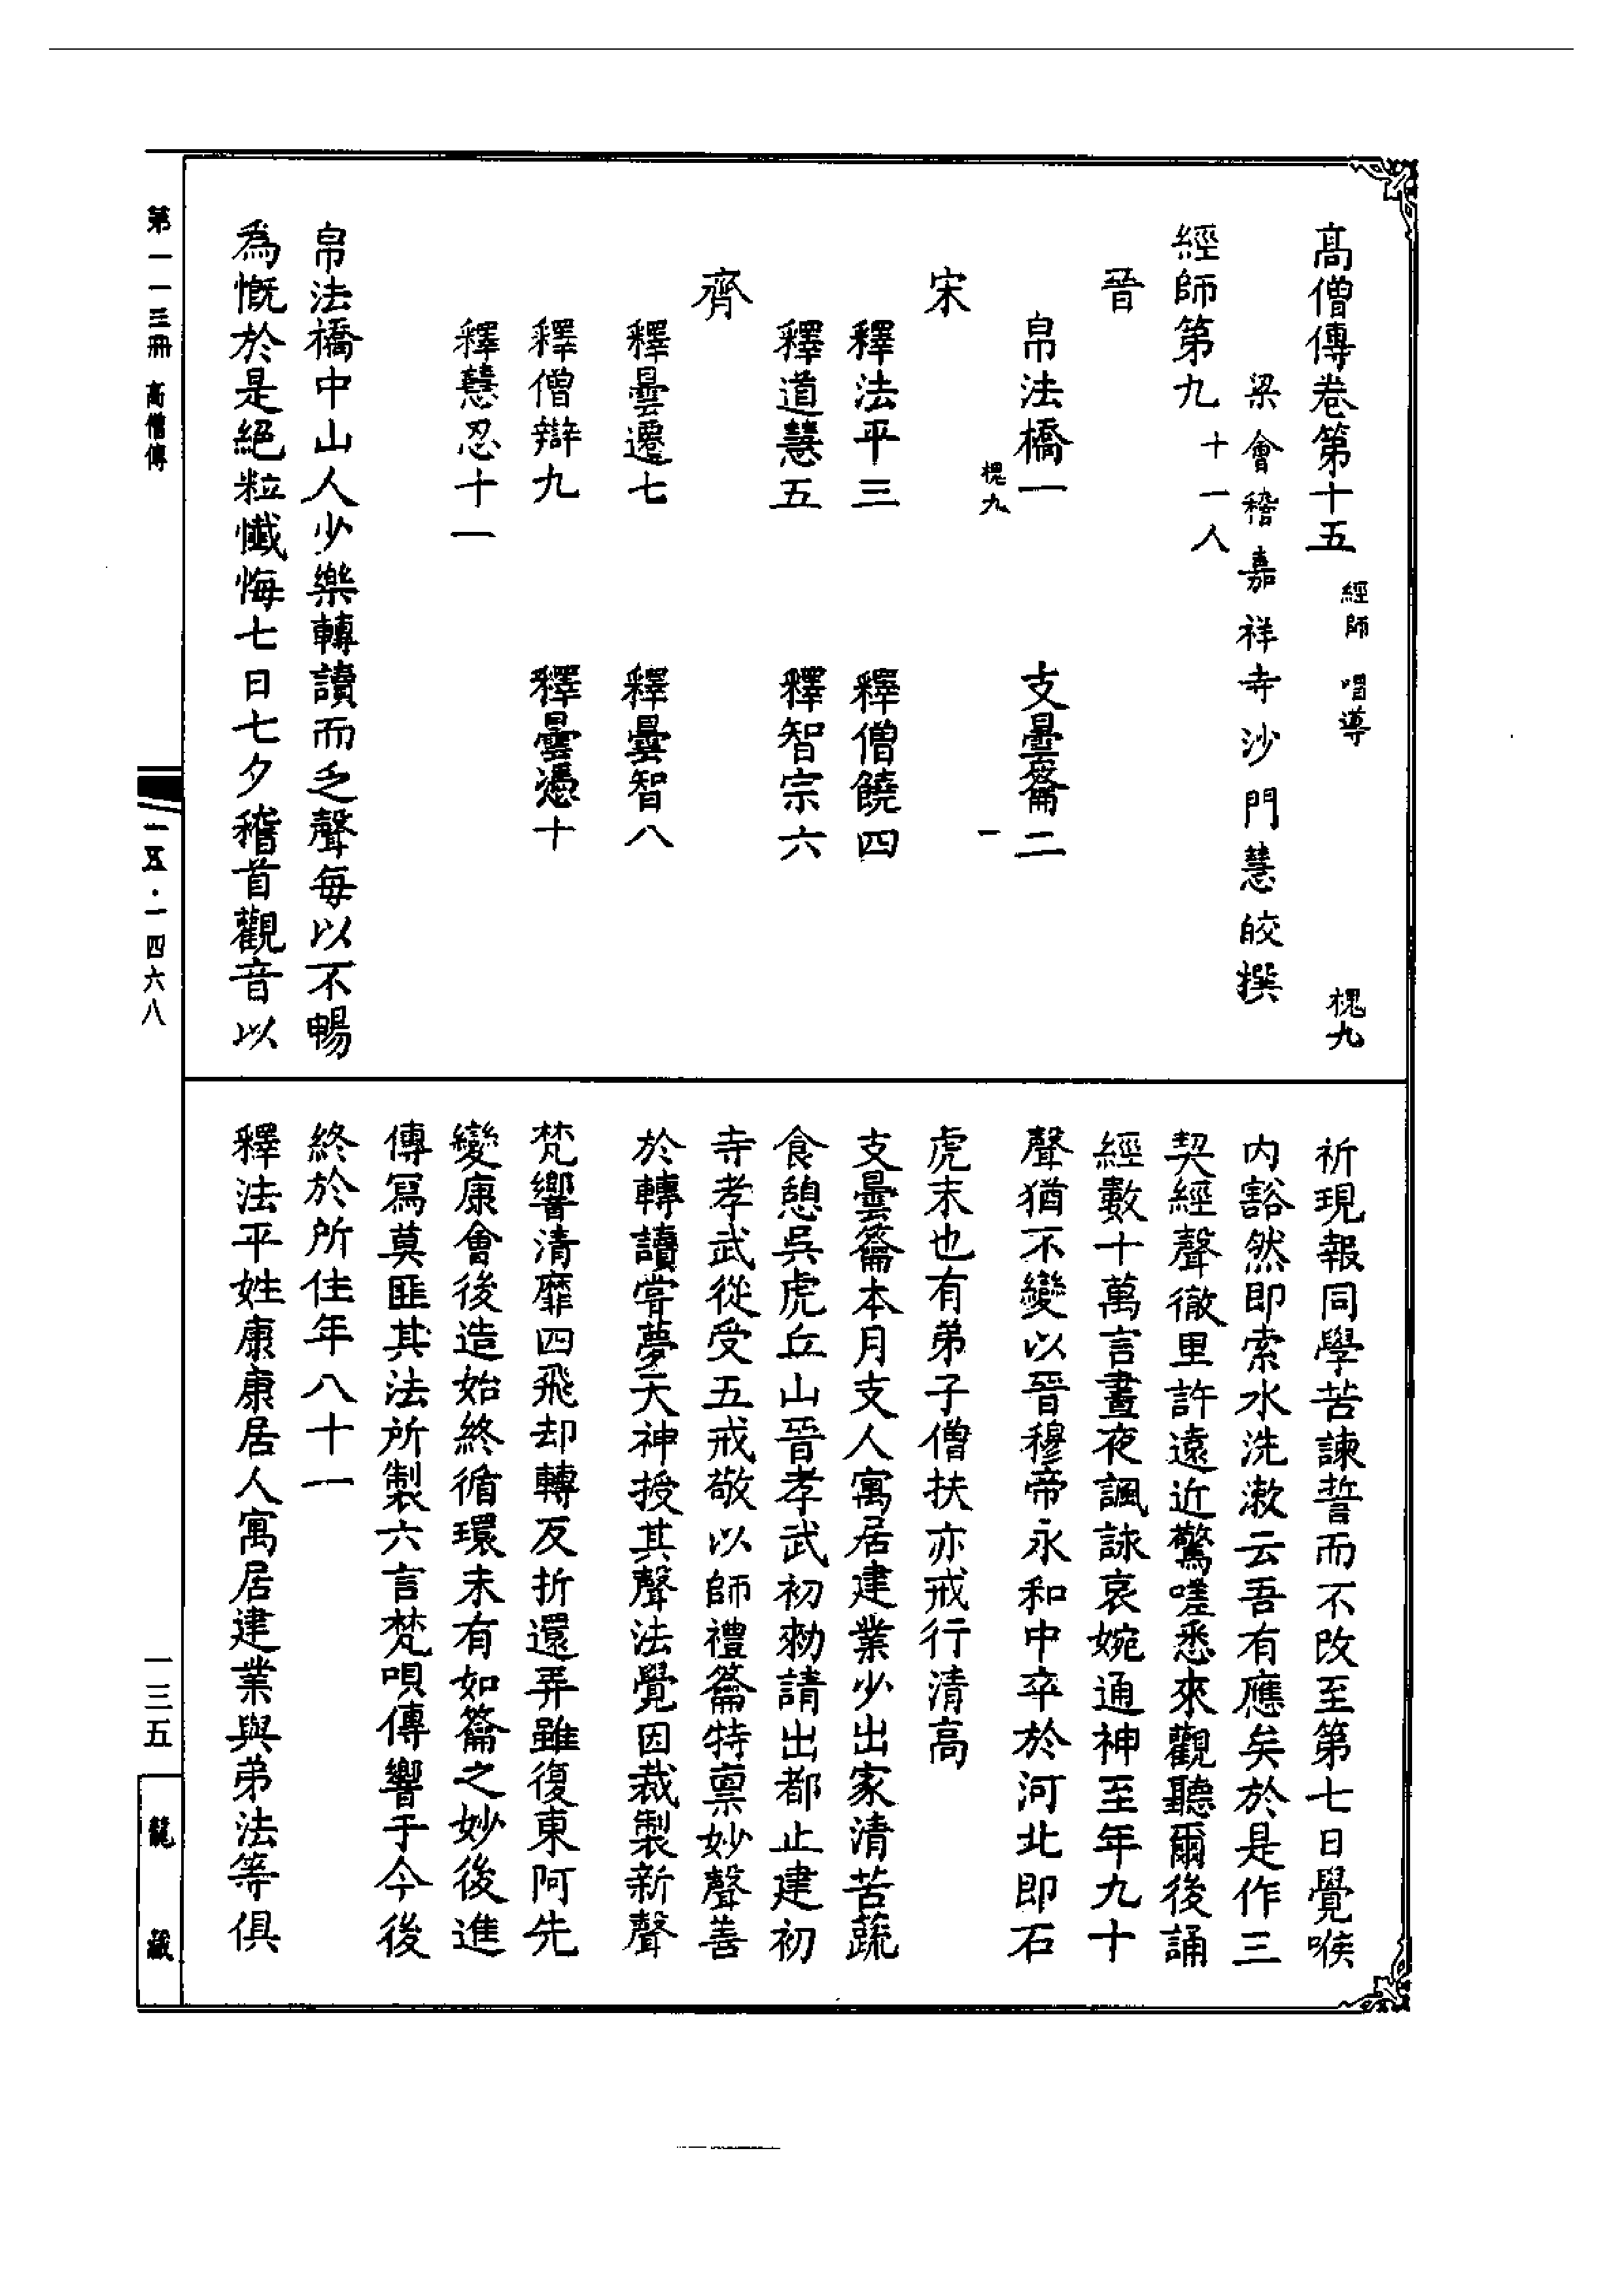 高僧傳卷第十五 經師 唱導 槐九
梁會稽嘉祥寺沙門慧皎撰
經師第九 十一人
晉
帛法橋一 支曇籥二
槐九 一
宋
釋法平三 釋僧饒四
釋道慧五 釋智宗六
齊
釋曇遷七 釋曇智八
釋僧辯九 釋曇憑十
釋慧忍十一
帛法橋中山人少樂轉讀而乏聲每以不暢
為慨於是絕粒懺悔七日七夕稽首觀音以
祈現報同學苦諫誓而不改至第七日覺喉
内豁然即索水洗漱云吾有應矣於是作三
契經聲徹里許遠近驚嗟悉來觀聽爾後誦
經數十萬言晝夜諷詠哀婉通神至年九十
聲猶不變以晉穆帝永和中卒於河北即石
虎末也有弟子僧扶亦戒行清高
支曇籥本月支人寓居建業少出家清苦蔬
食憩吳虎丘山晉孝武初勑請出都止建初
寺孝武從受五戒敬以師禮籥特禀妙聲善
於轉讀甞夢天神授其聲法覺因裁製新聲
梵響清靡四飛却轉反折還弄雖復東阿先
變康會後造始終循環未有如籥之妙後進
傳寫莫匪其法所製六言梵唄傳響于今後
終於所住年八十一
釋法平姓康康居人寓居建業與弟法等俱
第一一三冊 高僧傳
一五·一四六八
一三五
龍藏